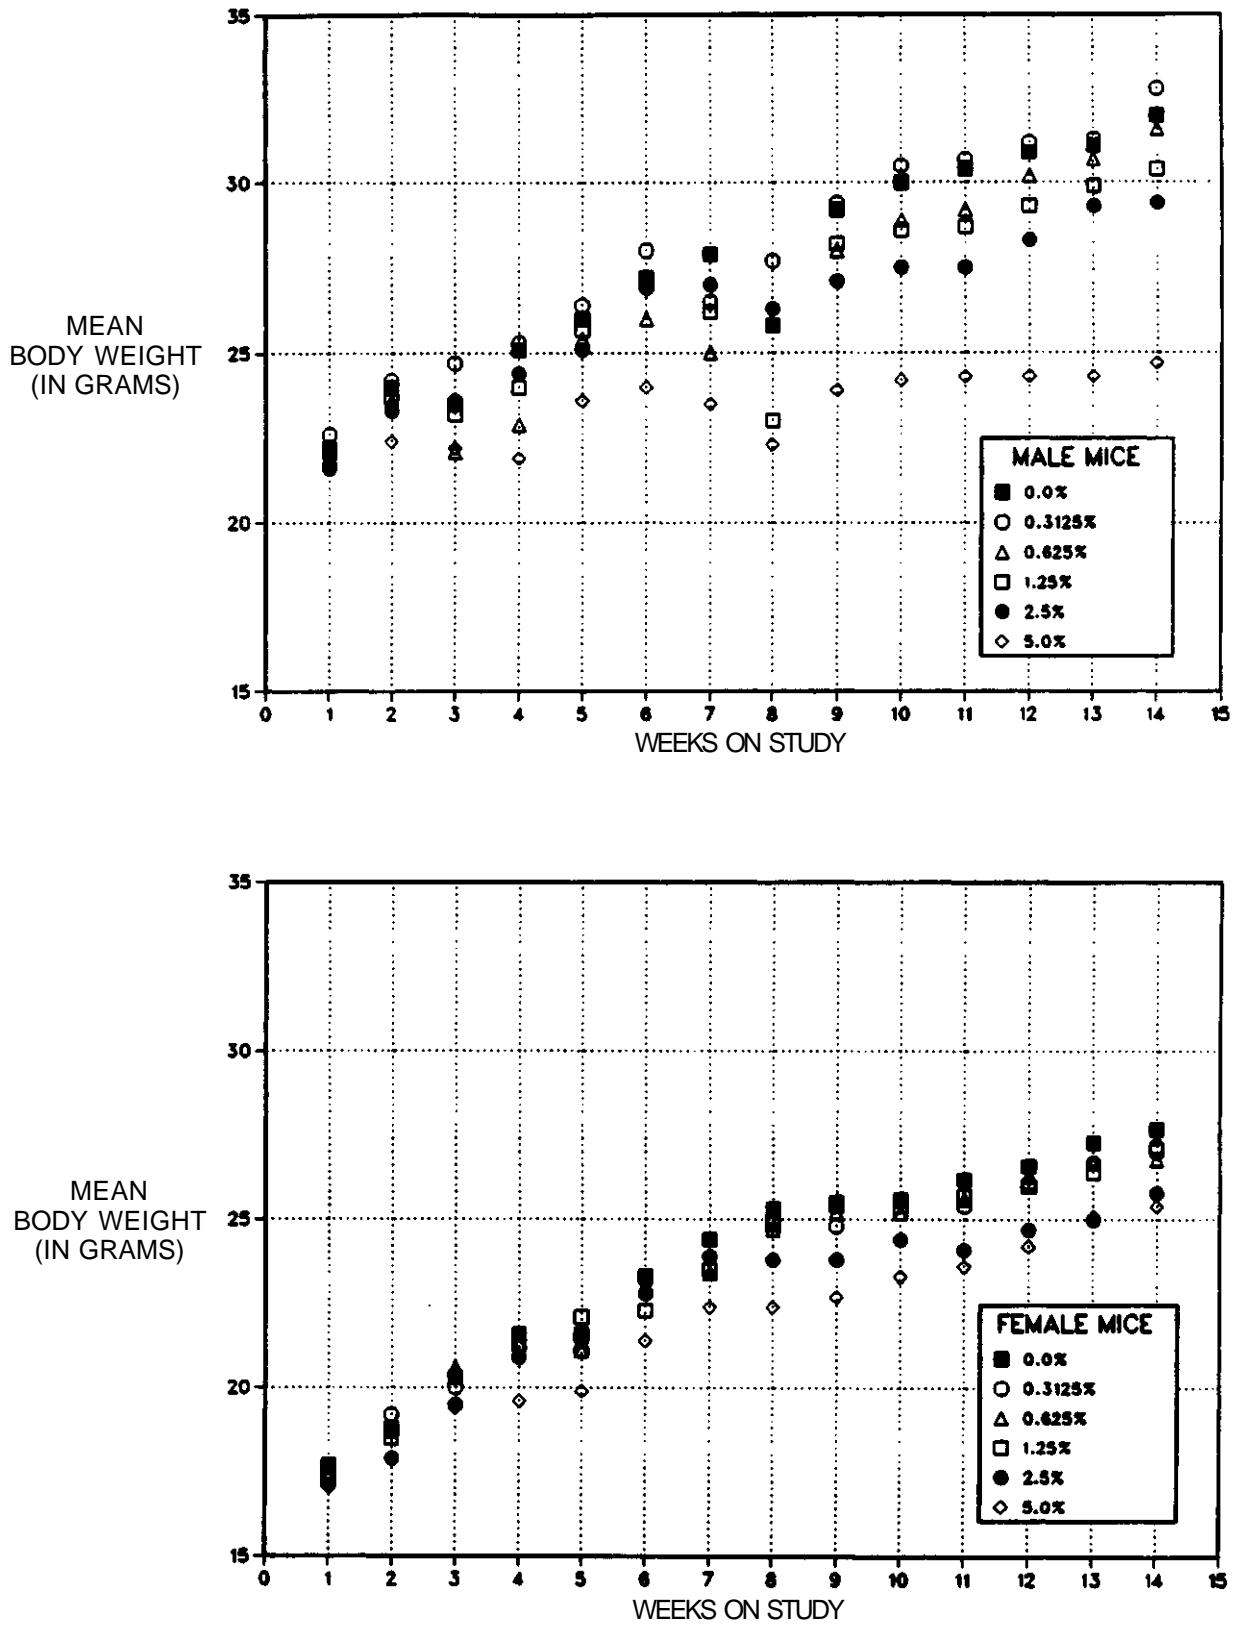 35
30
25
20
15
MEAN
BODY WEIGHT
(IN GRAMS)
MALE MICE
0.0%
0.3125%
0.625%
1.25%
2.5%
5.0%
0 1 2 3 4 5 6 7 8 9 10 11 12 13 14 15
WEEKS ON STUDY
35
30
25
20
15
MEAN
BODY WEIGHT
(IN GRAMS)
FEMALE MICE
0.0%
0.3125%
0.625%
1.25%
2.5%
5.0%
0 1 2 3 4 5 6 7 8 9 10 11 12 13 14 15
WEEKS ON STUDY